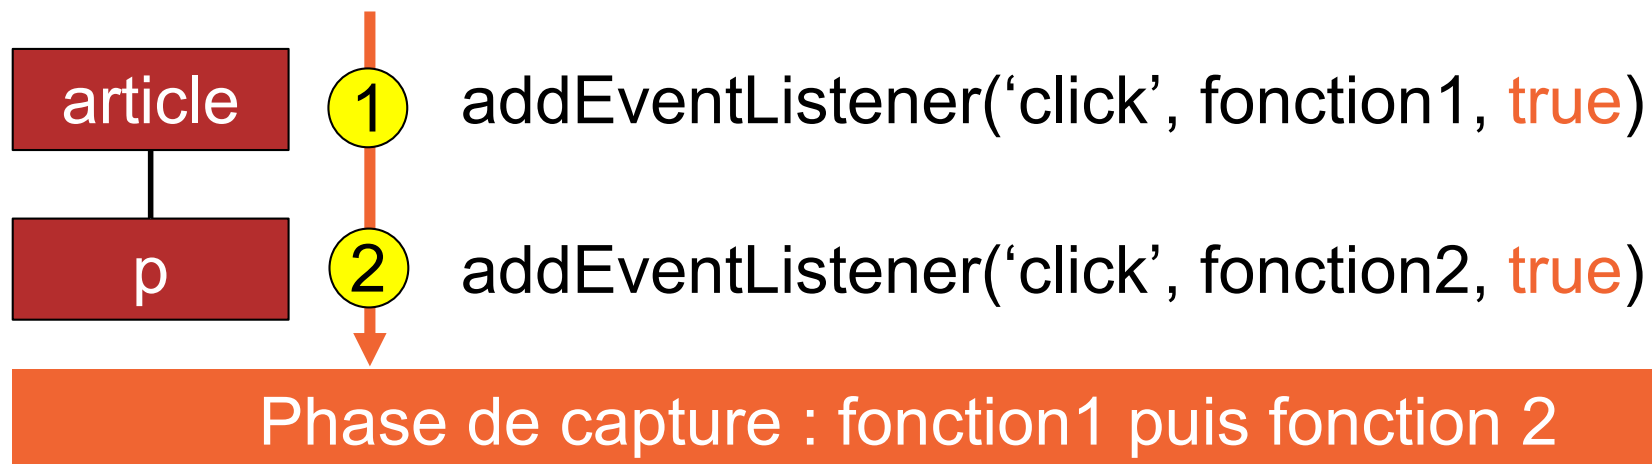 article 1 addEventListener(‘click’, fonction1, true)
p 2 addEventListener(‘click’, fonction2, true)
Phase de capture : fonction1 puis fonction 2